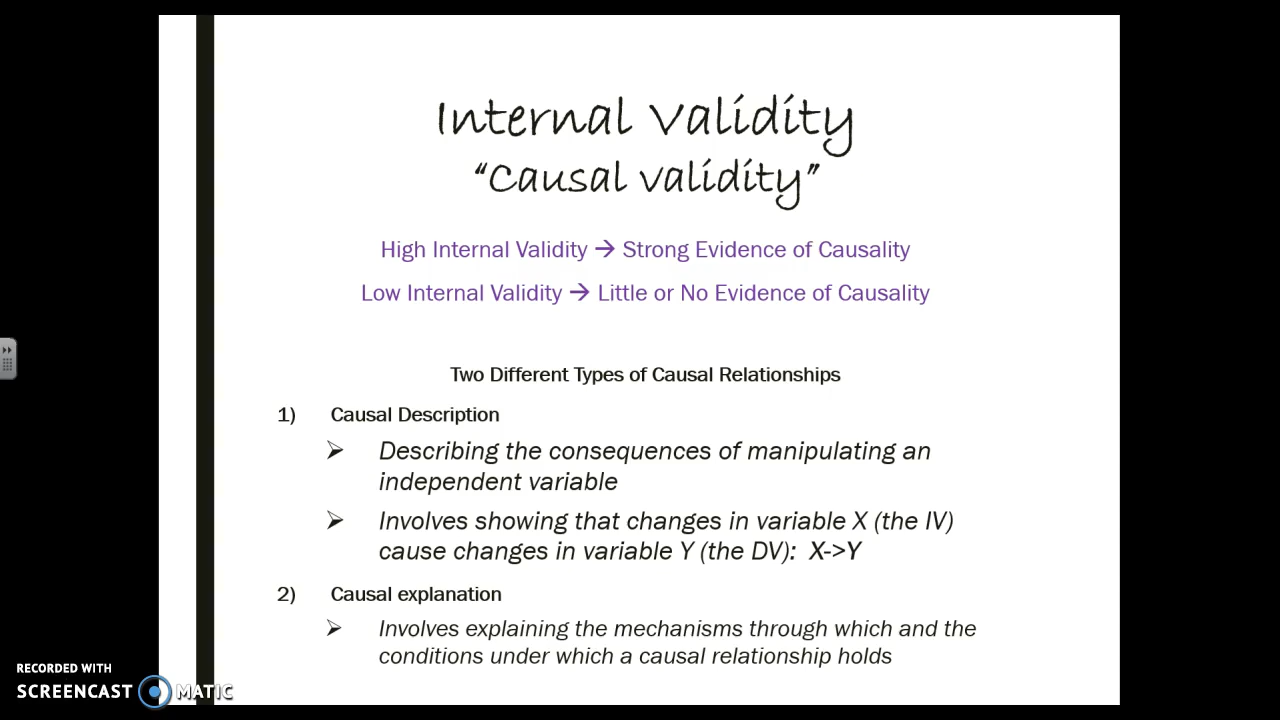 Internal Validity
“Causal validity”
High Internal Validity → Strong Evidence of Causality
Low Internal Validity → Little or No Evidence of Causality
Two Different Types of Causal Relationships
1) Causal Description
➢ Describing the consequences of manipulating an
independent variable
➢ Involves showing that changes in variable X (the IV)
cause changes in variable Y (the DV): X->Y
2) Causal explanation
➢ Involves explaining the mechanisms through which and the
conditions under which a causal relationship holds
RECORDED WITH
SCREENCAST MATIC